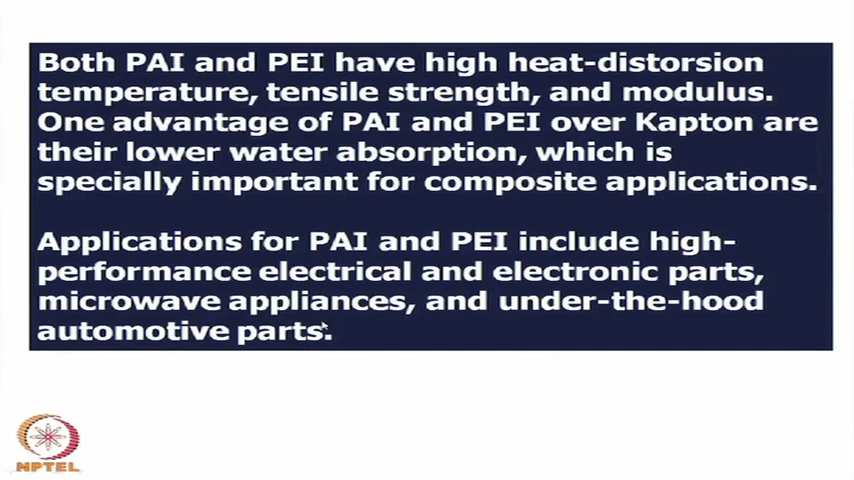 Both PAI and PEI have high heat-distorsion
temperature, tensile strength, and modulus.
One advantage of PAI and PEI over Kapton are
their lower water absorption, which is
specially important for composite applications.
Applications for PAI and PEI include high-
performance electrical and electronic parts,
microwave appliances, and under-the-hood
automotive parts.
NPTEL